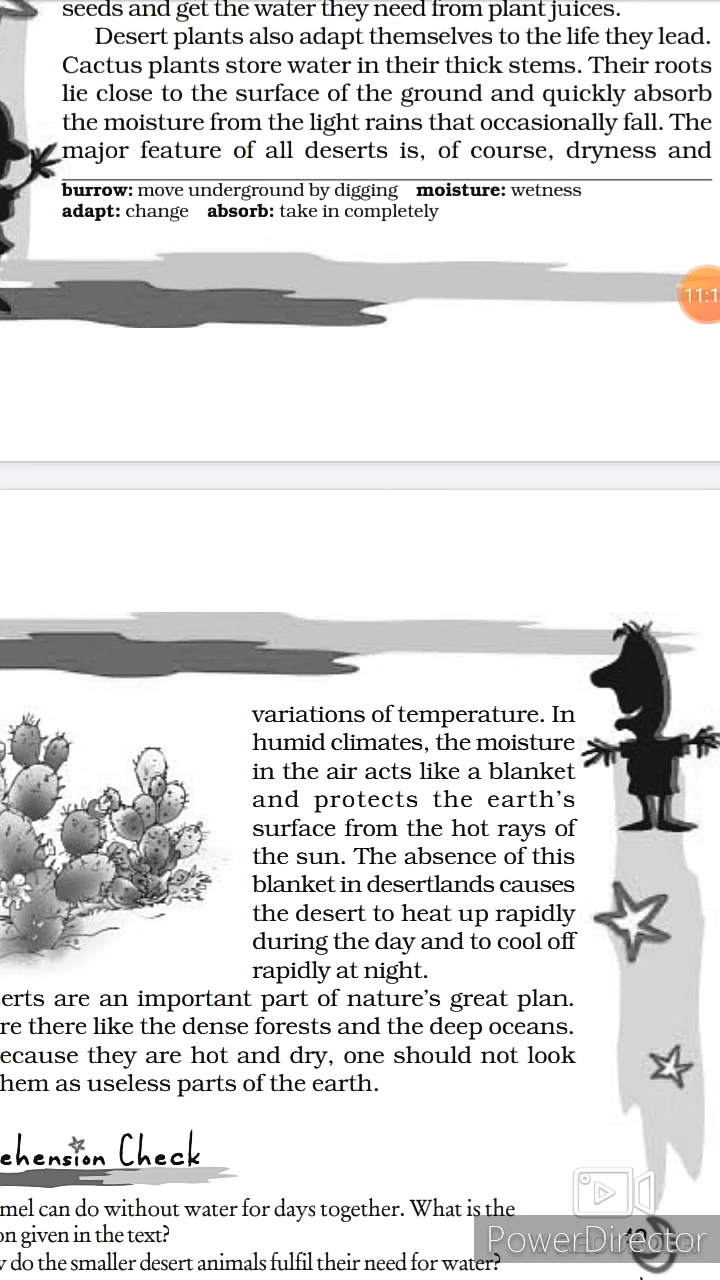 seeds and get the water they need from plant juices.
Desert plants also adapt themselves to the life they lead.
Cactus plants store water in their thick stems. Their roots
lie close to the surface of the ground and quickly absorb
the moisture from the light rains that occasionally fall. The
major feature of all deserts is, of course, dryness and
burrow: move underground by digging moisture: wetness
adapt: change absorb: take in completely
11:1
variations of temperature. In
humid climates, the moisture
in the air acts like a blanket
and protects the earth's
surface from the hot rays of
the sun. The absence of this
blanket in desertlands causes
the desert to heat up rapidly
during the day and to cool off
rapidly at night.
erts are an important part of nature's great plan.
re there like the dense forests and the deep oceans.
ecause they are hot and dry, one should not look
hem as useless parts of the earth.
ehension Check
mel can do without water for days together. What is the
on given in the text?
do the smaller desert animals fulfil their need for water?
PowerDirector